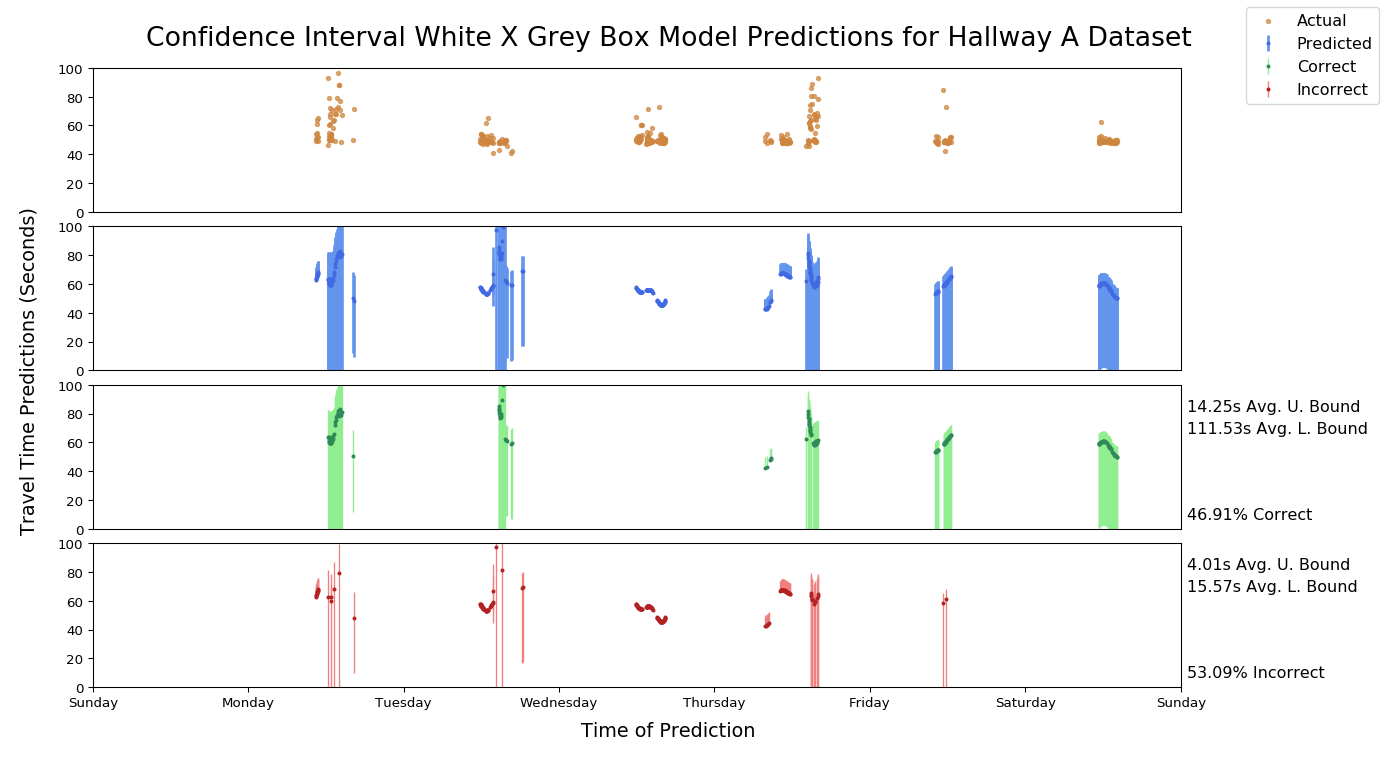 Confidence Interval White X Grey Box Model Predictions for Hallway A Dataset
Actual
Predicted
Correct
Incorrect
Travel Time Predictions (Seconds)
100
80
60
40
20
0
100
80
60
40
20
0
100
80
60
40
20
0
14.25s Avg. U. Bound
111.53s Avg. L. Bound
46.91% Correct
100
80
60
40
20
0
4.01s Avg. U. Bound
15.57s Avg. L. Bound
53.09% Incorrect
Sunday Monday Tuesday Wednesday Thursday Friday Saturday Sunday
Time of Prediction